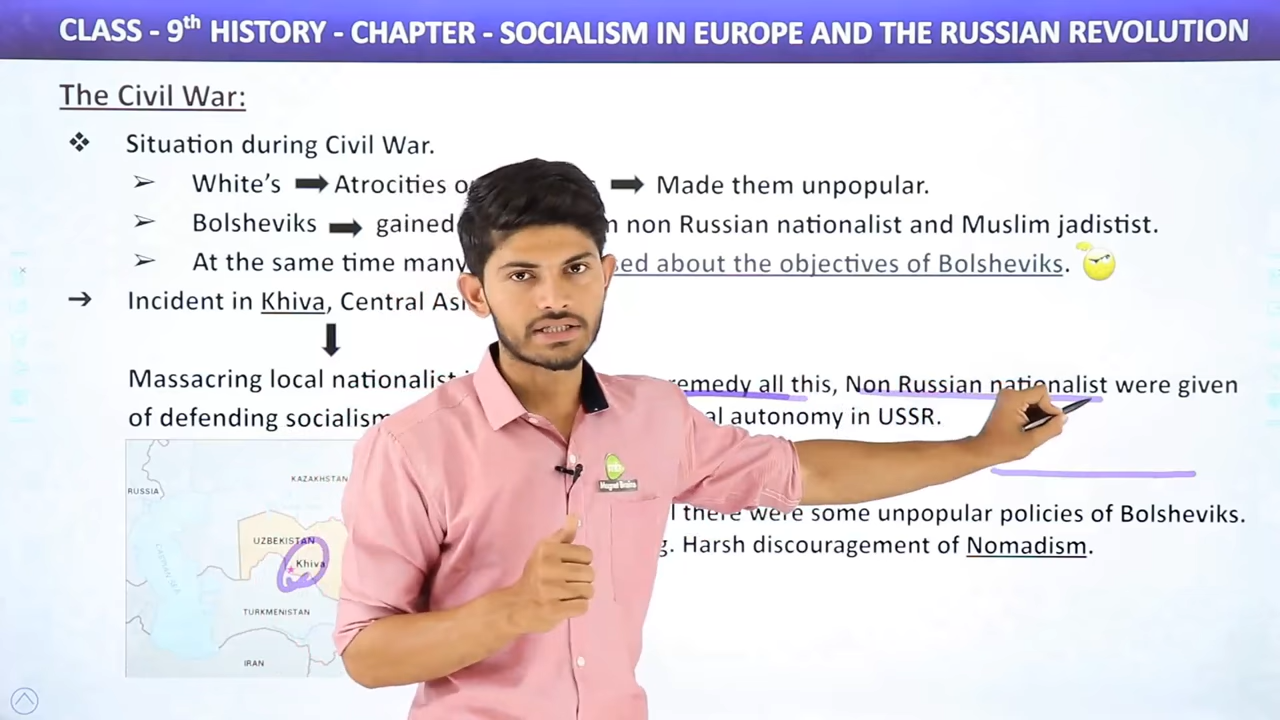 CLASS - 9th HISTORY - CHAPTER - SOCIALISM IN EUROPE AND THE RUSSIAN REVOLUTION
The Civil War:
❖ Situation during Civil War.
➢ White's ➡ Atrocities ➡ Made them unpopular.
➢ Bolsheviks ➡ gained non Russian nationalist and Muslim jadistist.
➢ At the same time many about the objectives of Bolsheviks.
→ Incident in Khiva, Central
Massacring local nationalist remedy all this, Non Russian nationalist were given
of defending socialism autonomy in USSR.
there were some unpopular policies of Bolsheviks.
Harsh discouragement of Nomadism.
KAZAKHSTAN
RUSSIA
UZBEKISTAN
Khiva
CASPIAN SEA
TURKMENISTAN
IRAN
Magnet Brains